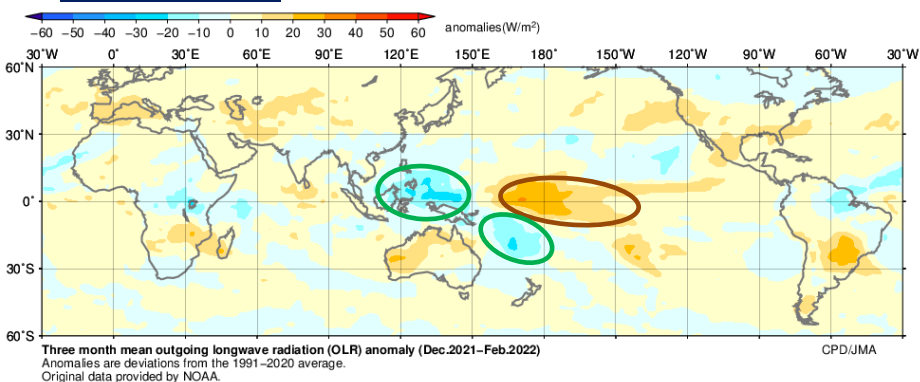 −60 −50 −40 −30 −20 −10 0 10 20 30 40 50 60 anomalies(W/m²)
30°W 0° 30°E 60°E 90°E 120°E 150°E 180° 150°W 120°W 90°W 60°W 30°W
60°N
30°N
0°
30°S
60°S
Three month mean outgoing longwave radiation (OLR) anomaly (Dec.2021−Feb.2022) CPD/JMA
Anomalies are deviations from the 1991−2020 average.
Original data provided by NOAA.